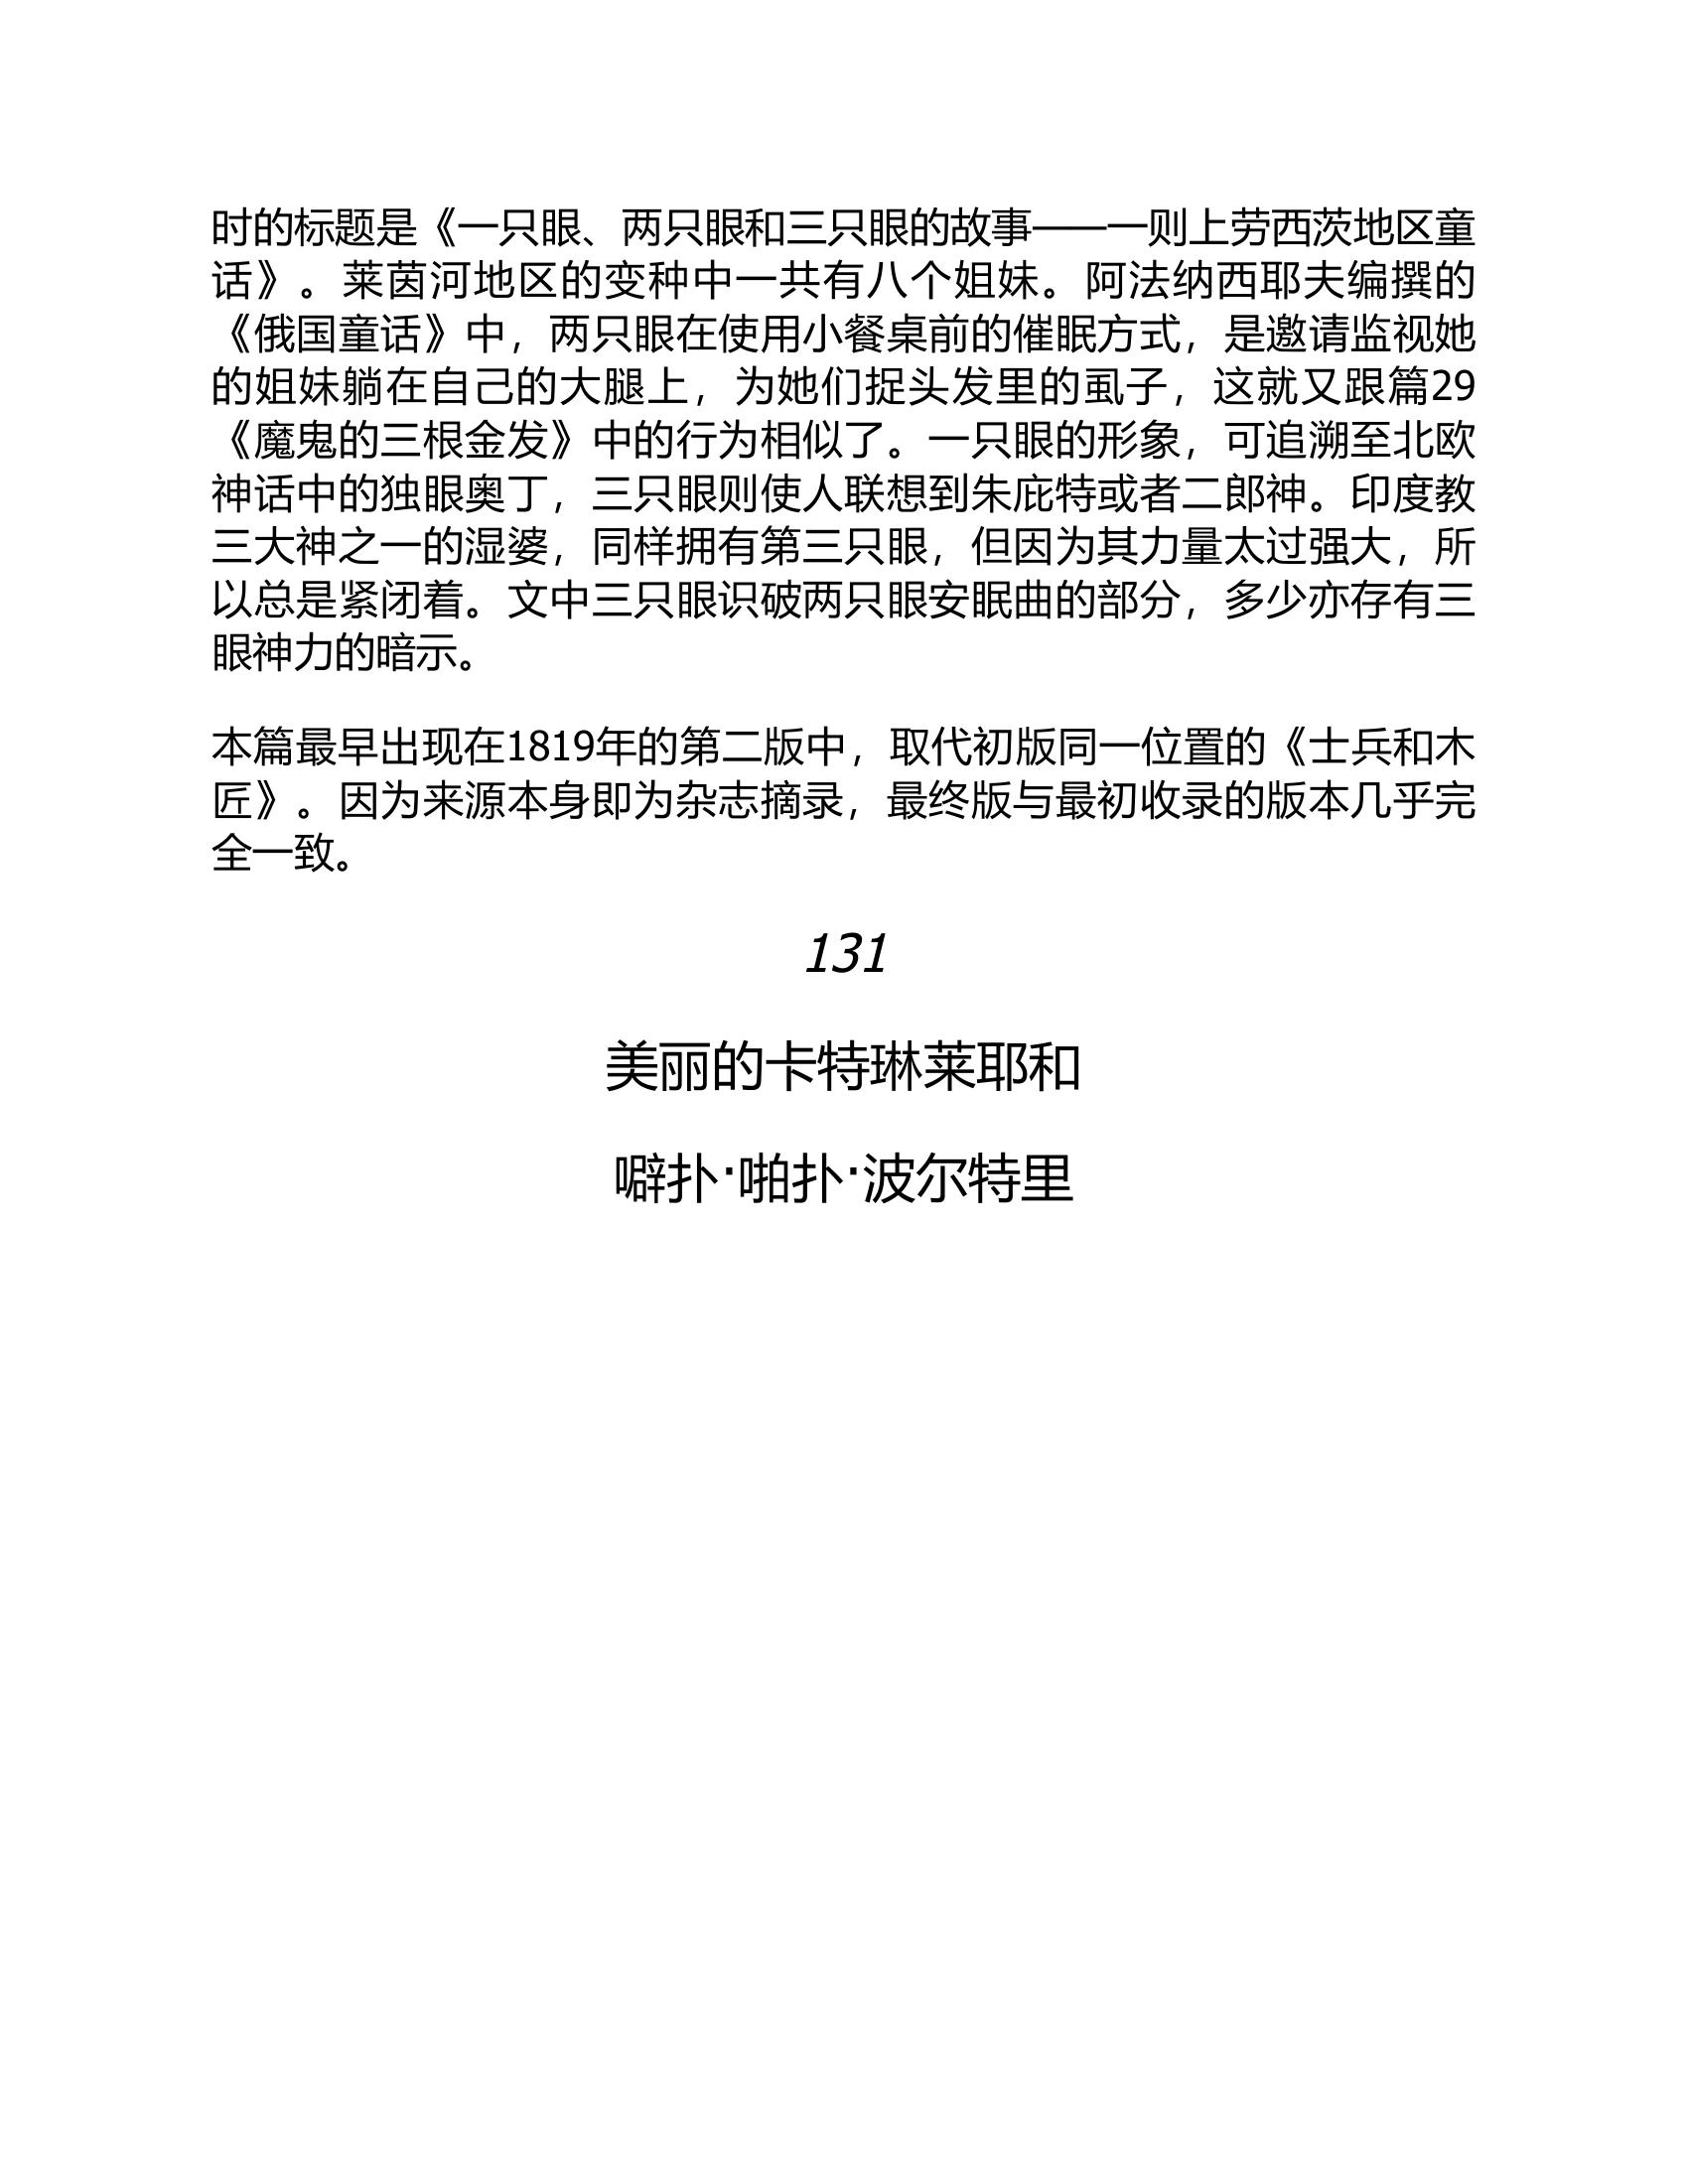 时的标题是《一只眼、两只眼和三只眼的故事——一则上劳西茨地区童
话》。莱茵河地区的变种中一共有八个姐妹。阿法纳西耶夫编撰的
《俄国童话》中，两只眼在使用小餐桌前的催眠方式，是邀请监视她
的姐妹躺在自己的大腿上，为她们捉头发里的虱子，这就又跟篇29
《魔鬼的三根金发》中的行为相似了。一只眼的形象，可追溯至北欧
神话中的独眼奥丁，三只眼则使人联想到朱庇特或者二郎神。印度教
三大神之一的湿婆，同样拥有第三只眼，但因为其力量太过强大，所
以总是紧闭着。文中三只眼识破两只眼安眠曲的部分，多少亦存有三
眼神力的暗示。
本篇最早出现在1819年的第二版中，取代初版同一位置的《士兵和木
匠》。因为来源本身即为杂志摘录，最终版与最初收录的版本几乎完
全一致。
131
美丽的卡特琳莱耶和
噼扑·啪扑·波尔特里